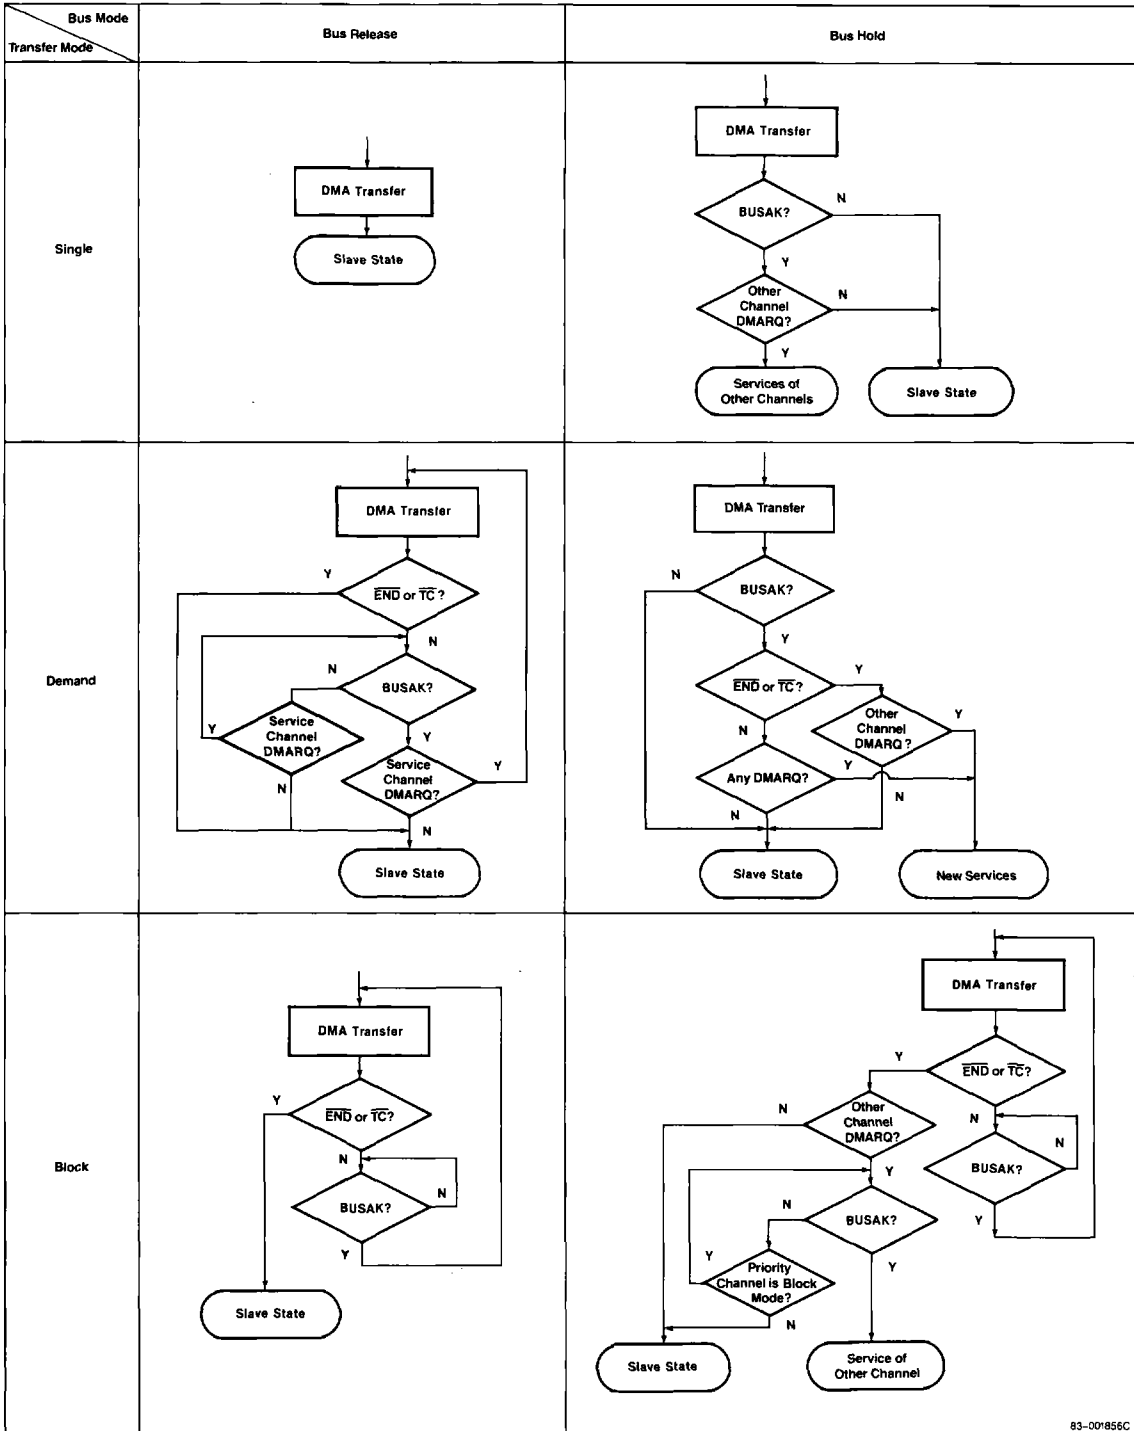 Bus Mode
Transfer Mode
Bus Release
Bus Hold
Single
DMA Transfer
Slave State
DMA Transfer
BUSAK?
N
Y
Other
Channel
DMARQ?
N
Y
Services of
Other Channels
Slave State
Demand
DMA Transfer
Y
END or TC?
N
N
BUSAK?
Service
Channel
DMARQ?
Y
N
Y
Service
Channel
DMARQ?
Y
N
Slave State
DMA Transfer
N
BUSAK?
Y
END or TC?
Y
N
Other
Channel
DMARQ?
Y
Any DMARQ?
Y
N
N
Slave State
New Services
Block
DMA Transfer
Y
END or TC?
N
N
BUSAK?
Y
Slave State
DMA Transfer
Y
END or TC?
N
Other
Channel
DMARQ?
N
N
BUSAK?
Y
Y
N
BUSAK?
Y
Y
Priority
Channel is Block
Mode?
N
Slave State
Service of
Other Channel
83-001856C